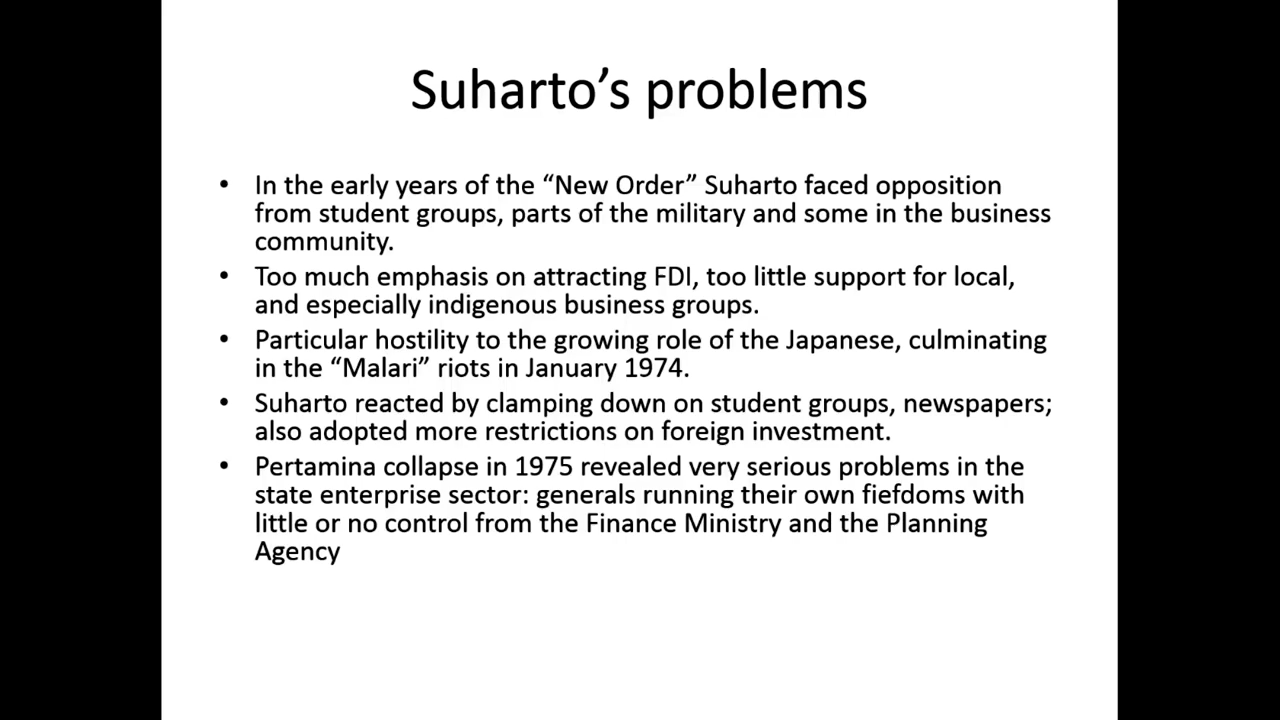 Suharto’s problems
• In the early years of the “New Order” Suharto faced opposition
from student groups, parts of the military and some in the business
community.
• Too much emphasis on attracting FDI, too little support for local,
and especially indigenous business groups.
• Particular hostility to the growing role of the Japanese, culminating
in the “Malari” riots in January 1974.
• Suharto reacted by clamping down on student groups, newspapers;
also adopted more restrictions on foreign investment.
• Pertamina collapse in 1975 revealed very serious problems in the
state enterprise sector: generals running their own fiefdoms with
little or no control from the Finance Ministry and the Planning
Agency